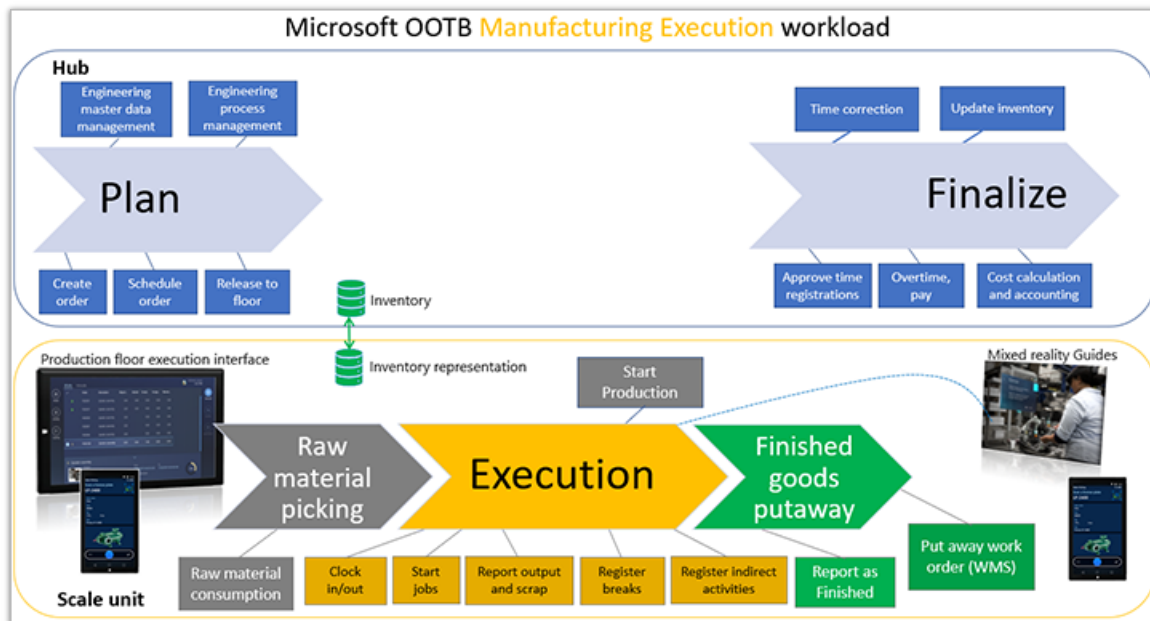 Microsoft OOTB Manufacturing Execution workload
Hub
Engineering
master data
management
Engineering
process
management
Time correction
Update inventory
Plan
Finalize
Create
order
Schedule
order
Release to
floor
Approve time
registrations
Overtime,
pay
Cost calculation
and accounting
Inventory
Inventory representation
Production floor execution interface
Mixed reality Guides
Start
Production
Raw
material
picking
Execution
Finished
goods
putaway
Raw material
consumption
Clock
in/out
Start
jobs
Report output
and scrap
Register
breaks
Register indirect
activities
Report as
Finished
Put away work
order (WMS)
Scale unit